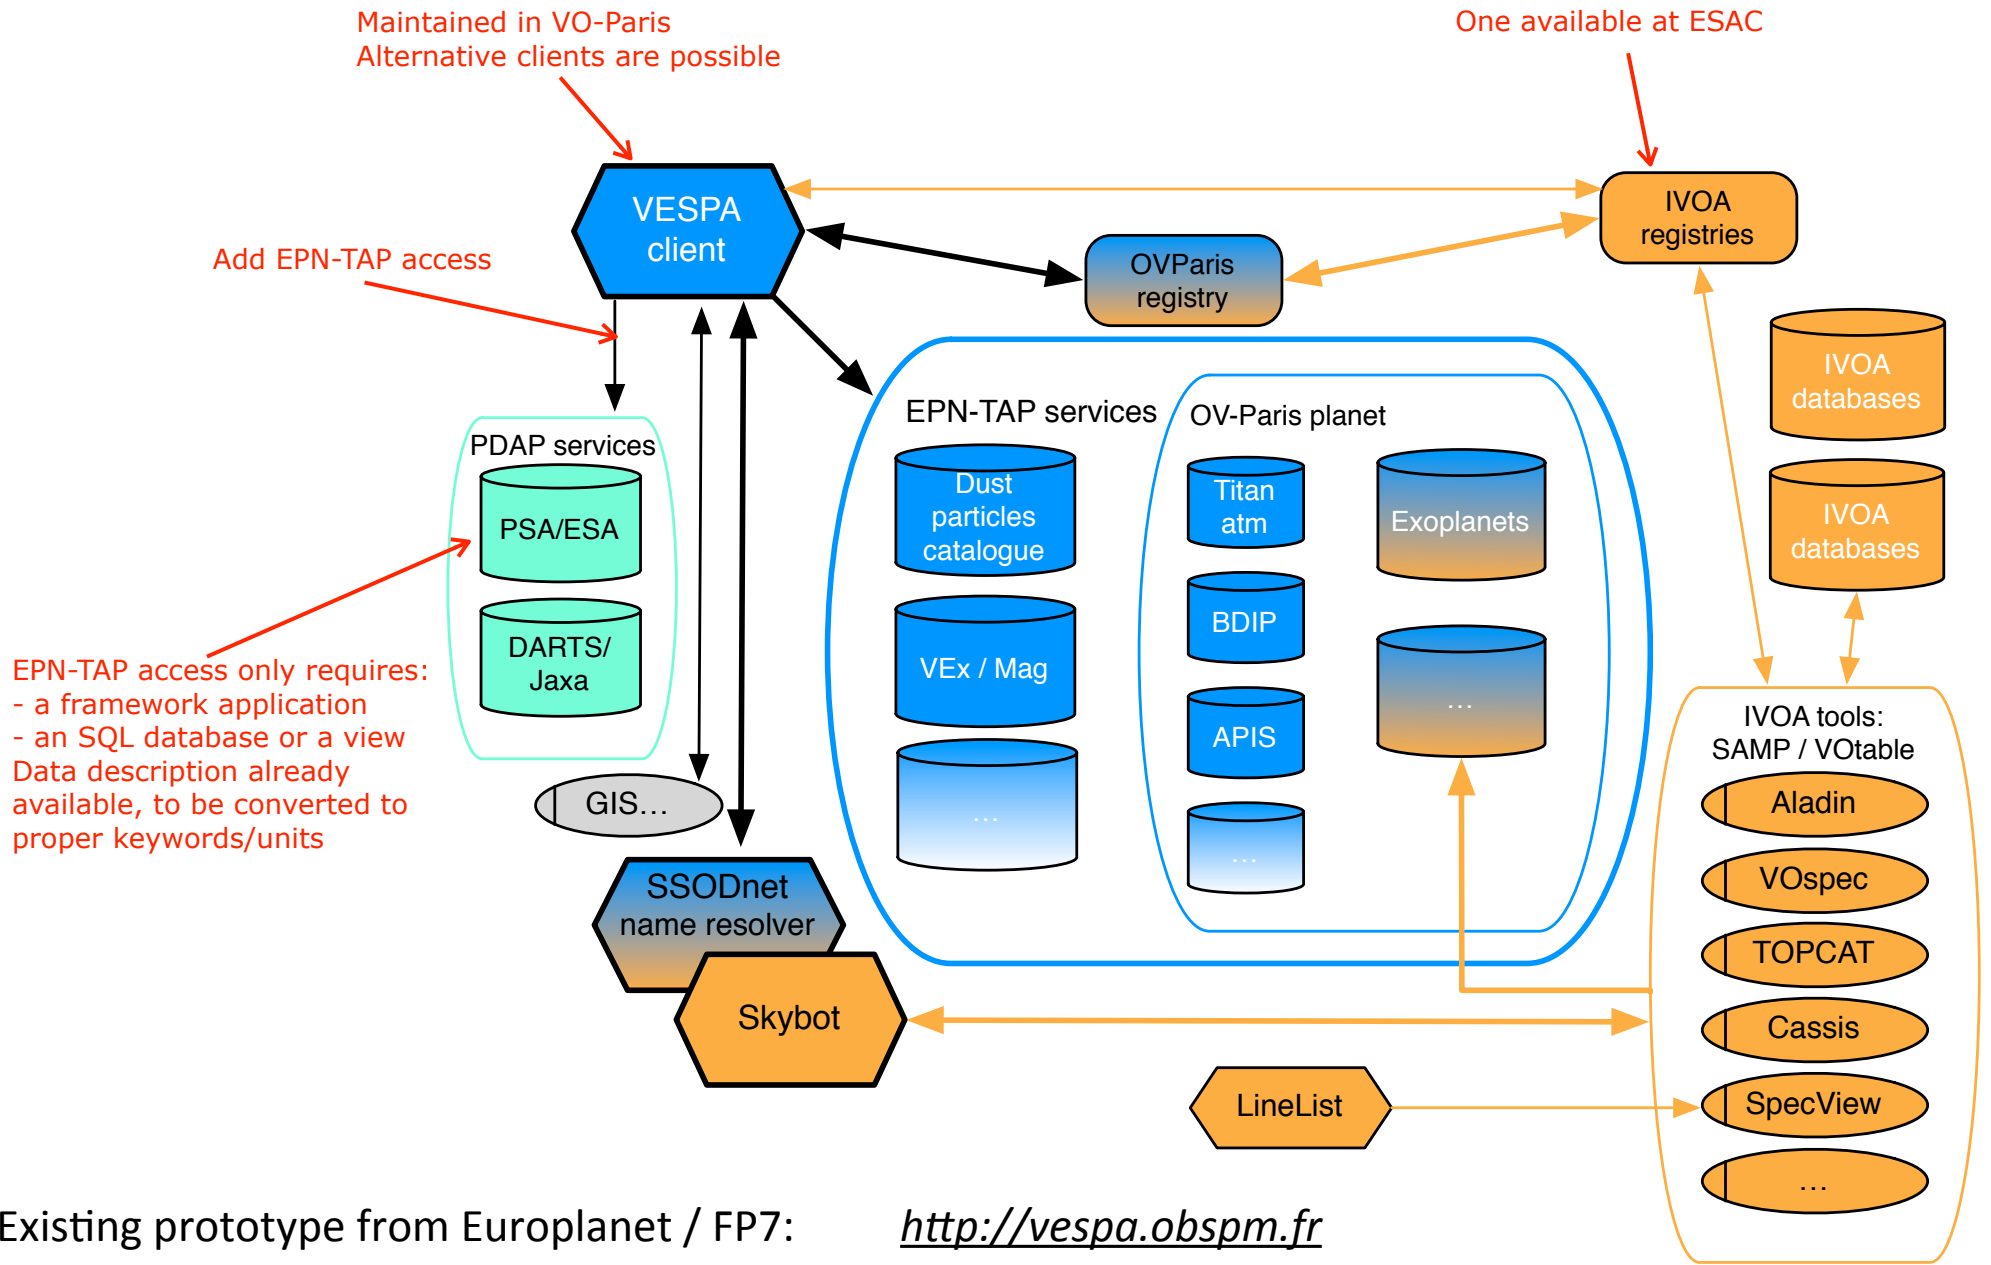 Maintained in VO-Paris
Alternative clients are possible
One available at ESAC
VESPA
client
IVOA
registries
Add EPN-TAP access
OVParis
registry
IVOA
databases
IVOA
databases
PDAP services
PSA/ESA
DARTS/
Jaxa
EPN-TAP services
Dust
particles
catalogue
VEx / Mag
…
OV-Paris planet
Titan
atm
BDIP
APIS
…
Exoplanets
…
EPN-TAP access only requires:
- a framework application
- an SQL database or a view
Data description already
available, to be converted to
proper keywords/units
GIS…
SSODnet
name resolver
Skybot
LineList
IVOA tools:
SAMP / VOtable
Aladin
VOspec
TOPCAT
Cassis
SpecView
…
Existing prototype from Europlanet / FP7: http://vespa.obspm.fr